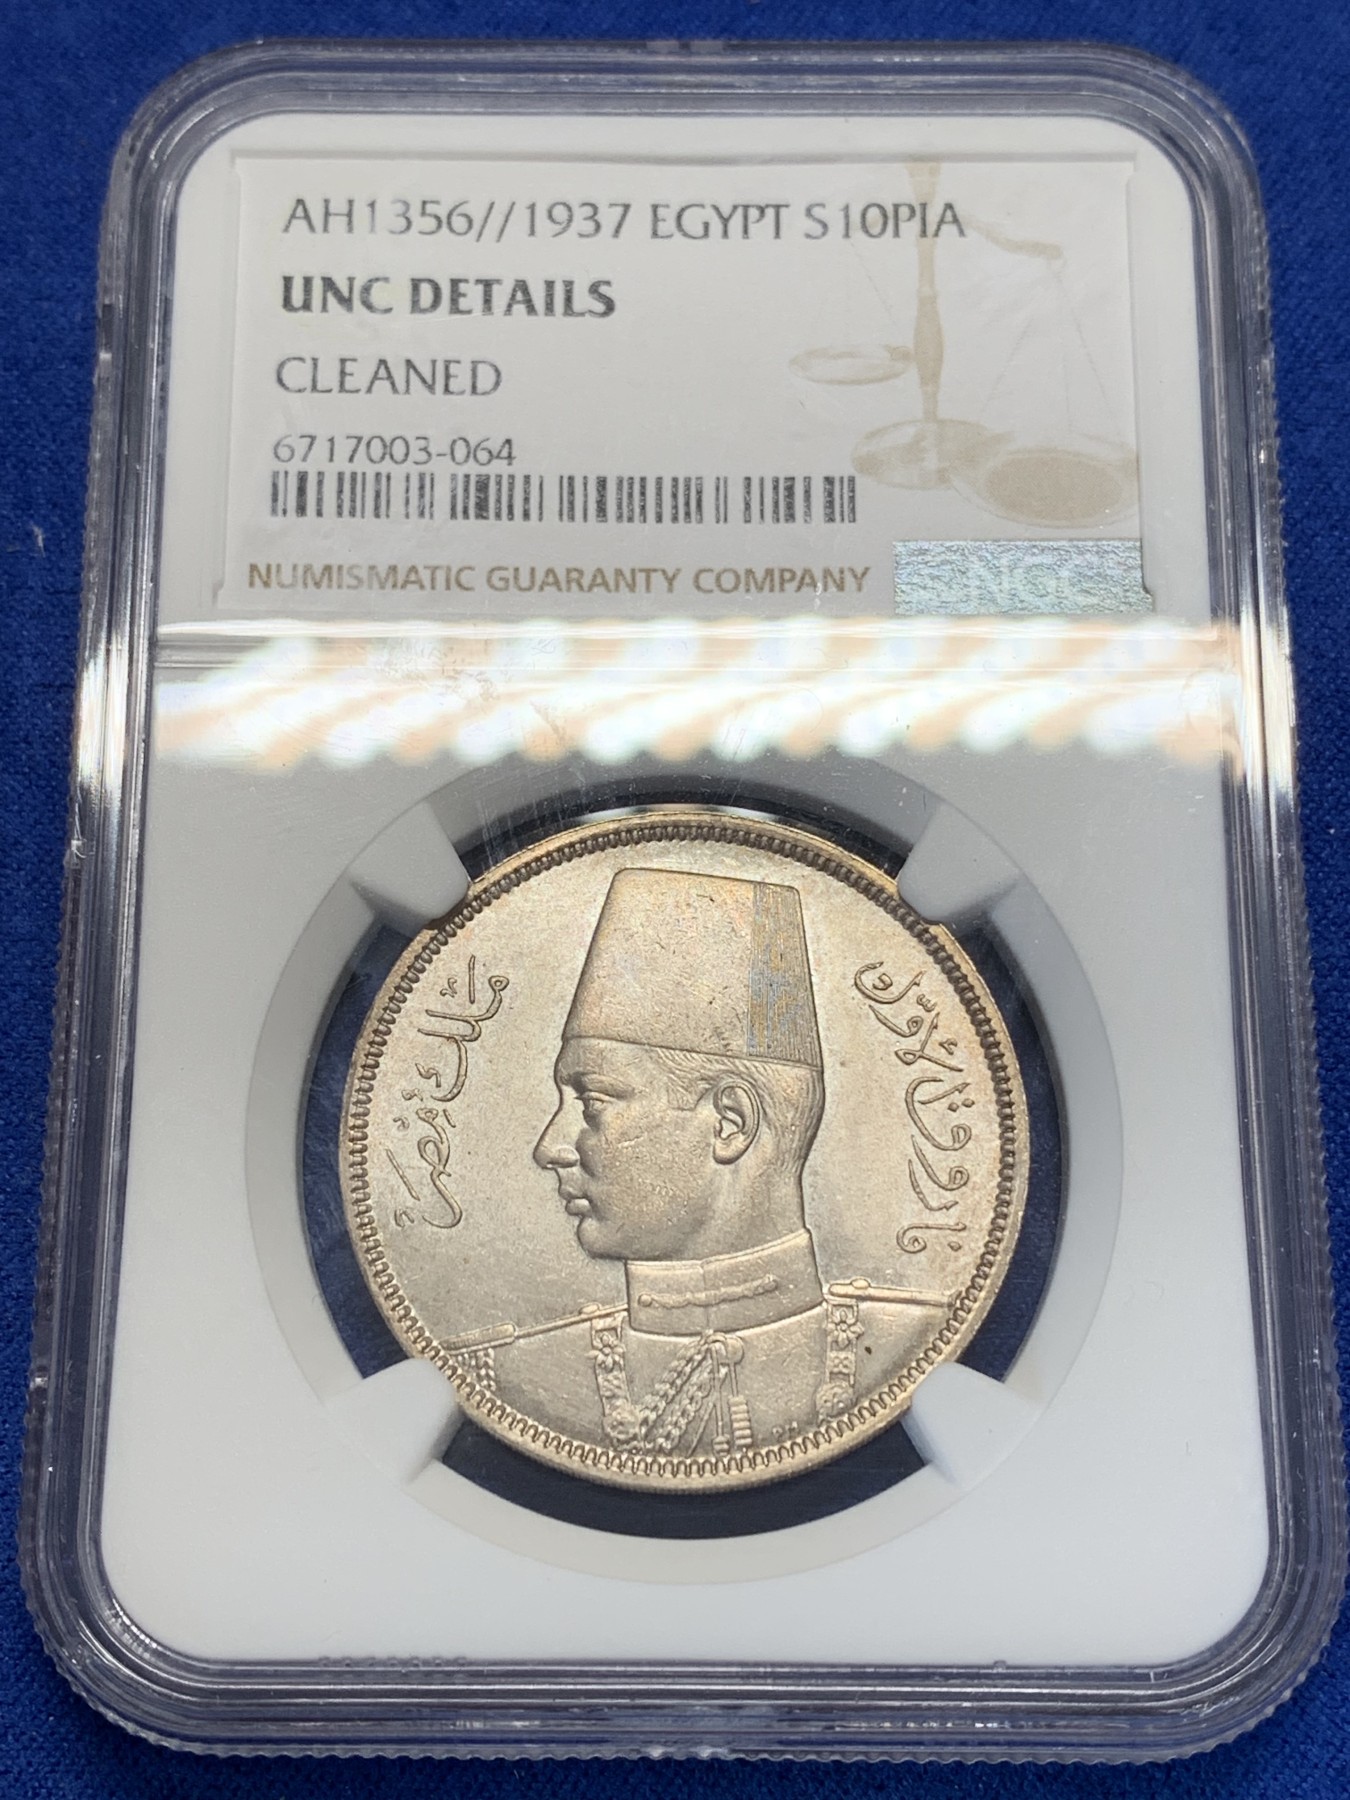 AH1356//1937 EGYPT S10PIA
UNC DETAILS
CLEANED
6717003-064
NUMISMATIC GUARANTY COMPANY
NGC
فاروق الأول
ملك مصر